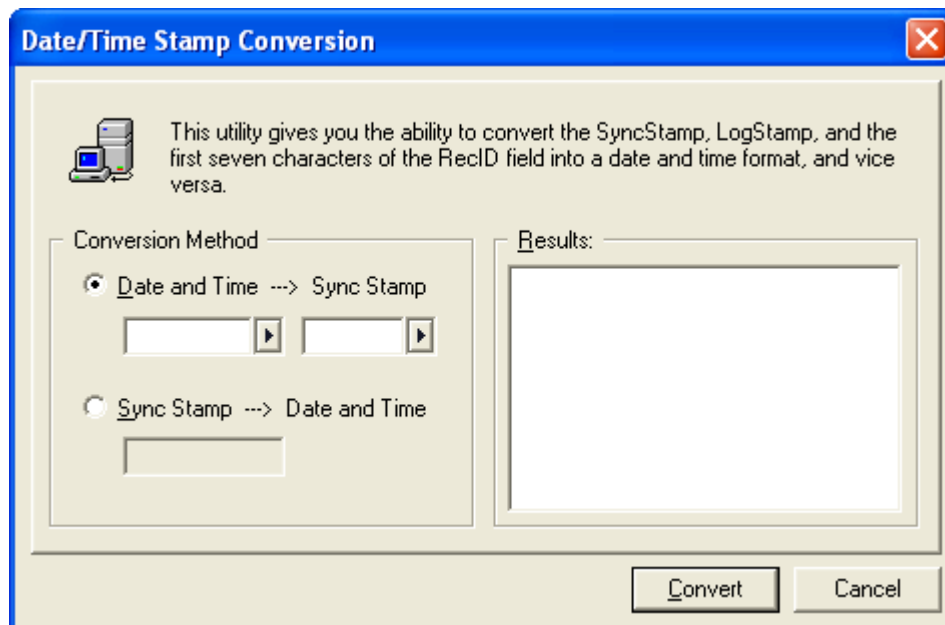 Date/Time Stamp Conversion
This utility gives you the ability to convert the SyncStamp, LogStamp, and the
first seven characters of the RecID field into a date and time format, and vice
versa.
Conversion Method
Date and Time ---> Sync Stamp
Sync Stamp ---> Date and Time
Results:
Convert
Cancel